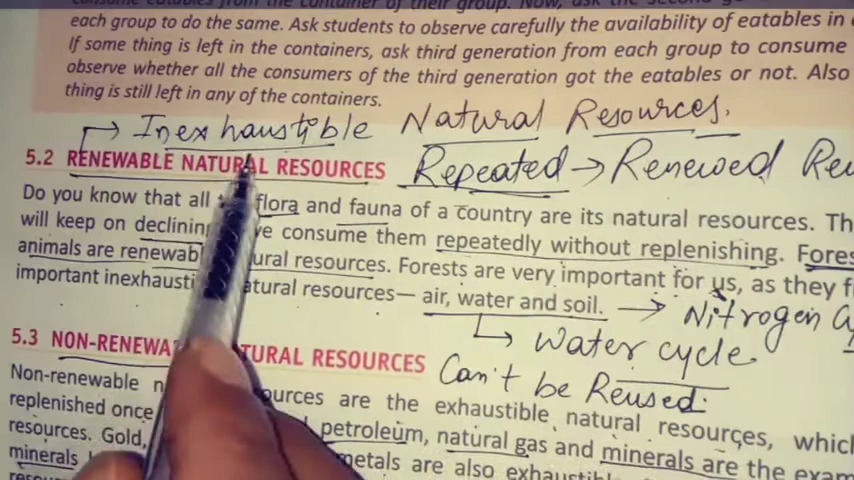 each group to do the same. Ask students to observe carefully the availability of eatables in
If some thing is left in the containers, ask third generation from each group to consume
observe whether all the consumers of the third generation got the eatables or not. Also
thing is still left in any of the containers.
→ Inexhaustible Natural Resources.
5.2 RENEWABLE NATURAL RESOURCES Repeated → Renewed
Do you know that all flora and fauna of a country are its natural resources.
will keep on declining consume them repeatedly without replenishing.
animals are natural resources. Forests are very important for us, as they
important atural resources— air, water and soil. → Nitrogen
↳ Water cycle.
5.3 NON-RENEWA TURAL RESOURCES Can't be Reused.
Non-renewable ources are the exhaustible natural resources, which
replenished once
resources. Gold, petroleum, natural gas and minerals are the
minerals metals are also